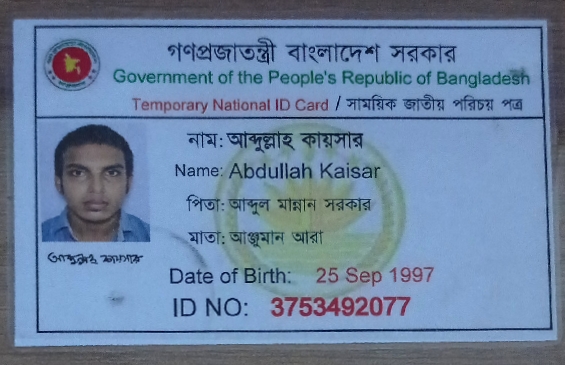 গণপ্রজাতন্ত্রী বাংলাদেশ সরকার
Government of the People's Republic of Bangladesh
Temporary National ID Card / সাময়িক জাতীয় পরিচয় পত্র
নাম: আব্দুল্লাহ কায়সার
Name: Abdullah Kaisar
পিতা: আব্দুল মান্নান সরকার
মাতা: আঞ্জুমান আরা
আব্দুল্লাহ কায়সার
Date of Birth: 25 Sep 1997
ID NO: 3753492077